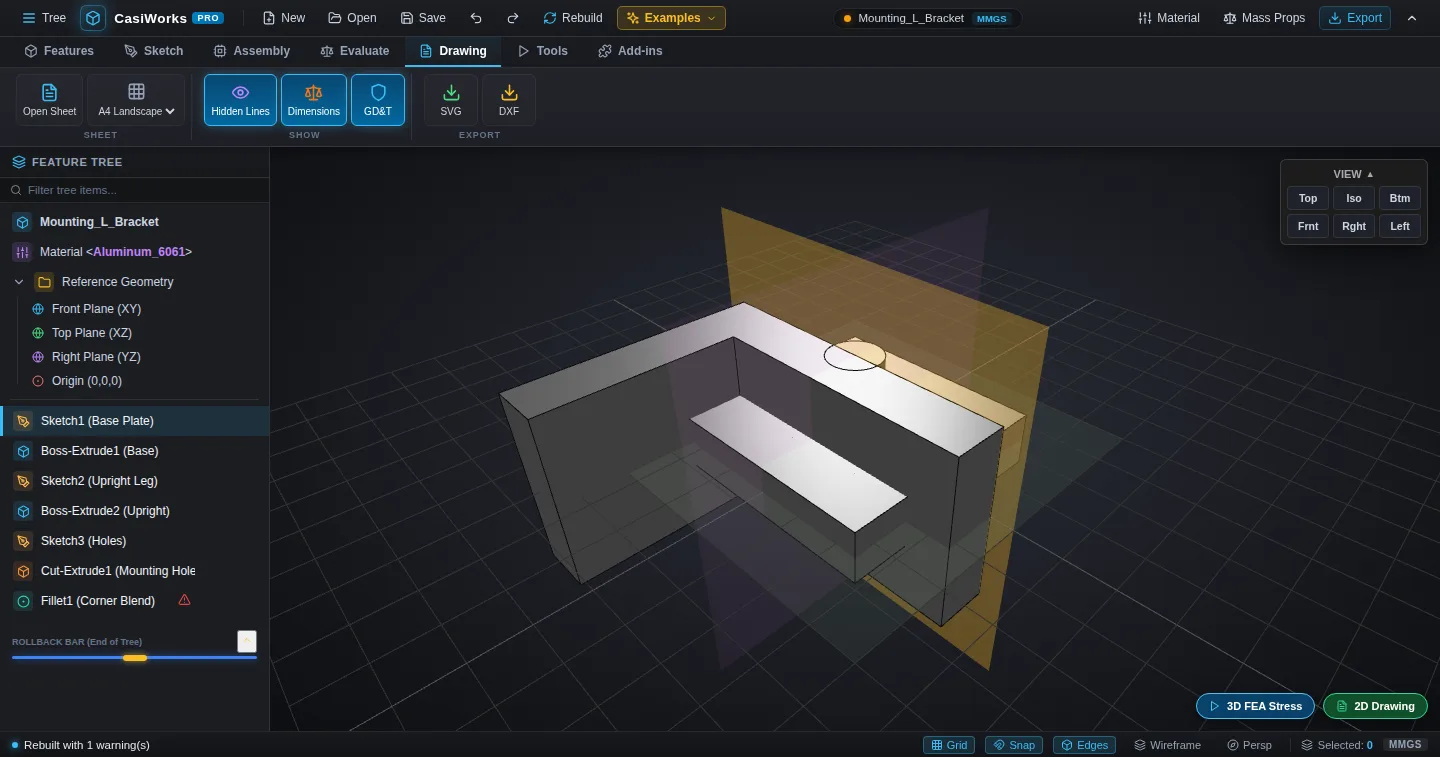 Tree CasiWorks PRO New Open Save Rebuild Examples Mounting_L_Bracket MMGS Material Mass Props Export
Features Sketch Assembly Evaluate Drawing Tools Add-ins
Open Sheet A4 Landscape Hidden Lines Dimensions GD&T SVG DXF
SHEET SHOW EXPORT
FEATURE TREE
Filter tree items...
Mounting_L_Bracket
Material <Aluminum_6061>
Reference Geometry
Front Plane (XY)
Top Plane (XZ)
Right Plane (YZ)
Origin (0,0,0)
Sketch1 (Base Plate)
Boss-Extrude1 (Base)
Sketch2 (Upright Leg)
Boss-Extrude2 (Upright)
Sketch3 (Holes)
Cut-Extrude1 (Mounting Hole
Fillet1 (Corner Blend)
ROLLBACK BAR (End of Tree)
VIEW ▲
Top Iso Btm
Frnt Rght Left
3D FEA Stress 2D Drawing
Rebuilt with 1 warning(s) Grid Snap Edges Wireframe Persp Selected: 0 MMGS